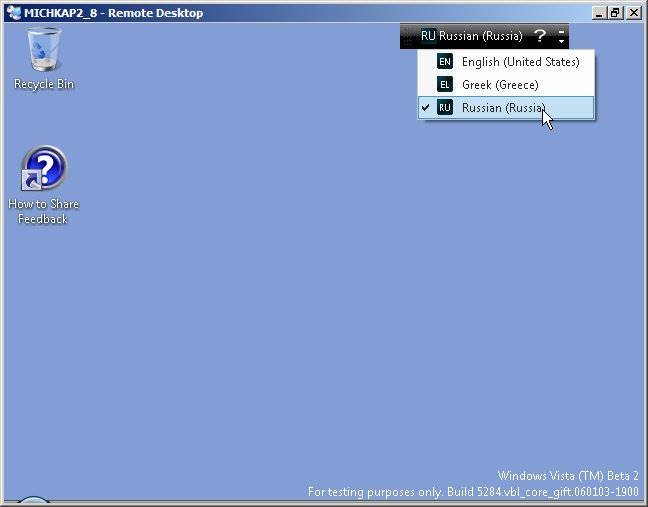 MICHKAP2_8 - Remote Desktop
RU Russian (Russia) ?
EN English (United States)
EL Greek (Greece)
RU Russian (Russia)
Recycle Bin
?
How to Share
Feedback
Windows Vista (TM) Beta 2
For testing purposes only. Build 5284.vbl_core_gift.060103-1900